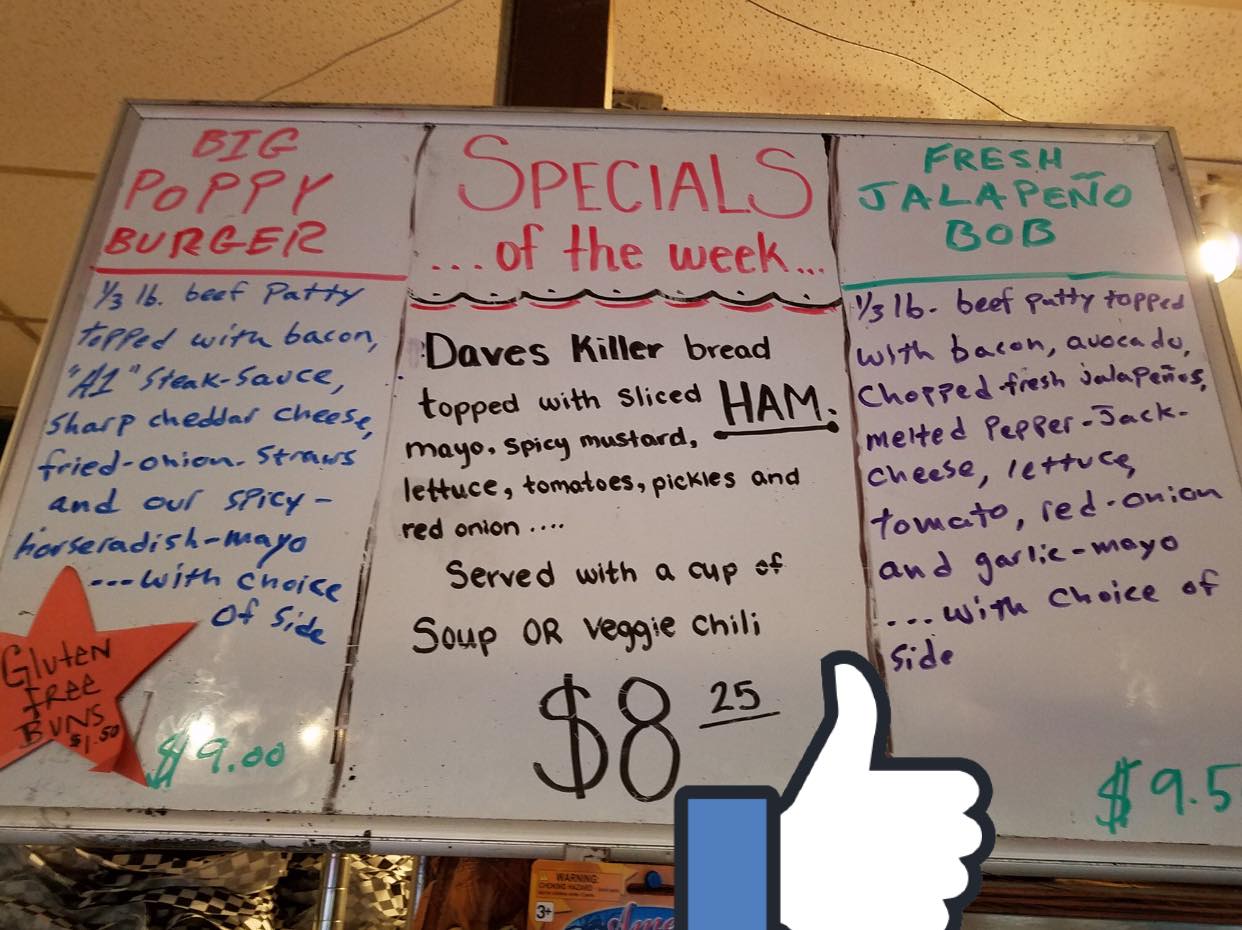 BIG
POPPY
BURGER
1/3 lb. beef Patty
topped with bacon,
"A1" Steak-Sauce,
Sharp cheddar cheese,
fried-onion-Straws
and our spicy-
horseradish-mayo
...with choice
of side
Gluten
free
BUNS
$1.50
$9.00
SPECIALS
...of the week...
Daves Killer bread
topped with sliced HAM.
mayo, spicy mustard,
lettuce, tomatoes, pickles and
red onion ....
Served with a cup of
Soup OR veggie chili
$8 25
FRESH
JALAPEÑO
BOB
1/3 lb. beef patty topped
with bacon, avocado,
Chopped fresh jalapeños,
melted Pepper-Jack-
cheese, lettuce,
tomato, red-onion
and garlic-mayo
....with choice of
side
$9.5
WARNING:
CHOKING HAZARD
3+